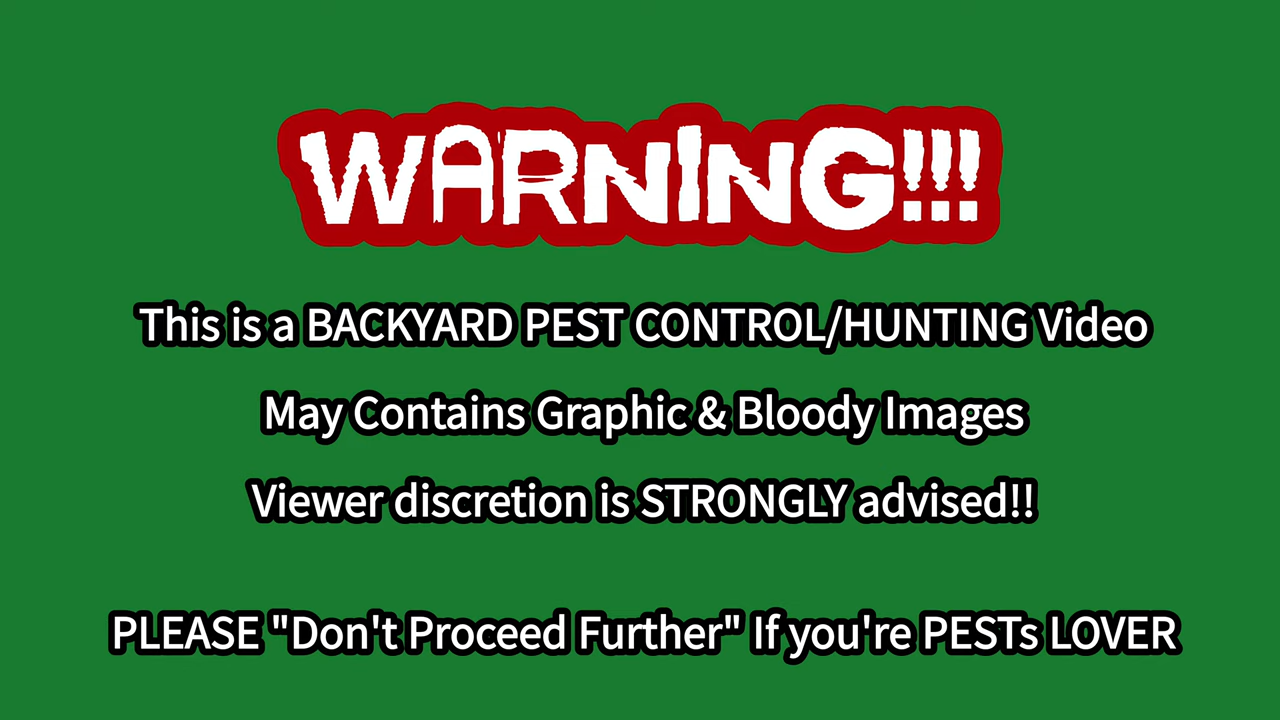 WARNING!!!
This is a BACKYARD PEST CONTROL/HUNTING Video
May Contains Graphic & Bloody Images
Viewer discretion is STRONGLY advised!!
PLEASE "Don't Proceed Further" If you're PESTs LOVER